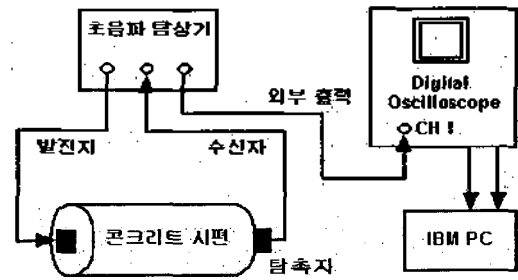 초음파 탐상기
외부 출력
Digital
Oscilloscope
CH 1
발진자
수신자
콘크리트 시편
탐촉자
IBM PC